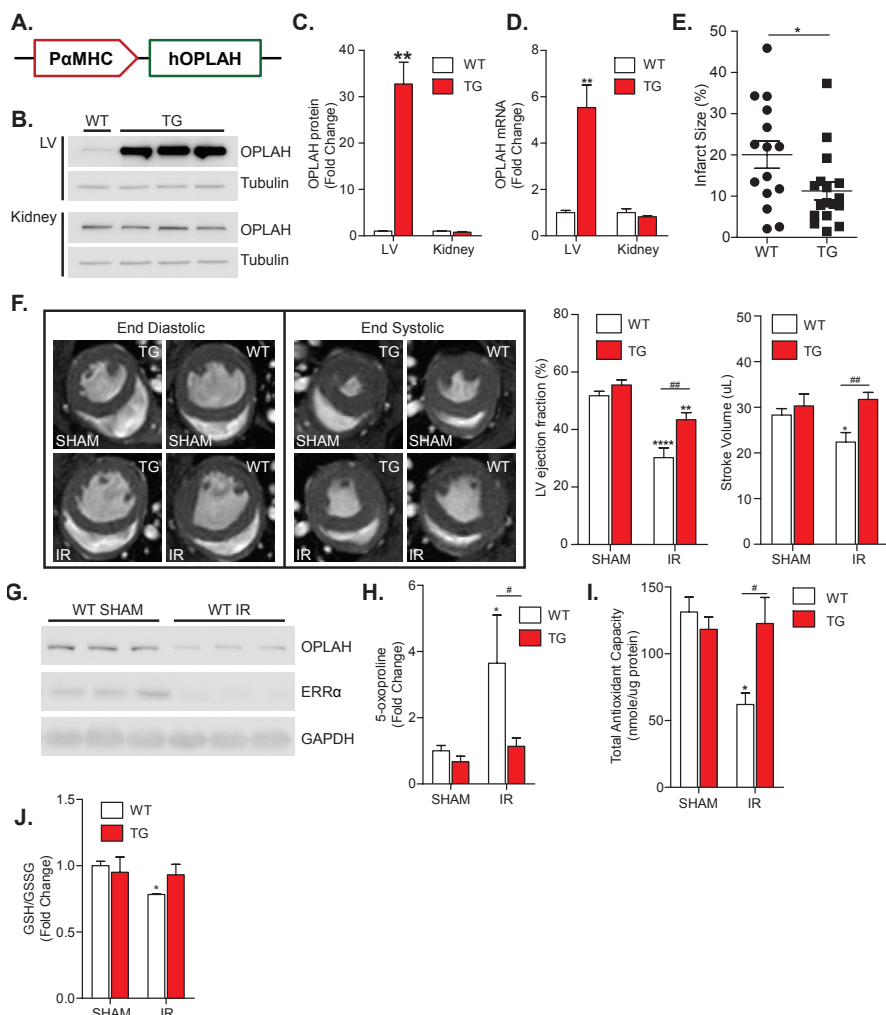 A.
PαMHC
hOPLAH
B.
WT
TG
LV
OPLAH
Tubulin
Kidney
OPLAH
Tubulin
C.
OPLAH protein
(Fold Change)
40
30
20
10
0
**
WT
TG
LV
Kidney
D.
OPLAH mRNA
(Fold Change)
8
6
4
2
0
**
WT
TG
LV
Kidney
E.
Infarct Size (%)
50
40
30
20
10
0
*
WT
TG
F.
End Diastolic
End Systolic
TG
WT
TG
WT
SHAM
SHAM
SHAM
SHAM
TG
WT
TG
WT
IR
IR
IR
IR
LV ejection fraction (%)
80
60
40
20
0
WT
TG
##
****
**
SHAM
IR
Stroke Volume (uL)
50
40
30
20
10
0
WT
TG
##
*
SHAM
IR
G.
WT SHAM
WT IR
OPLAH
ERRα
GAPDH
H.
5-oxoproline
(Fold Change)
6
4
2
0
#
*
WT
TG
SHAM
IR
I.
Total Antioxidant Capacity
(nmole/ug protein)
150
100
50
0
#
*
WT
TG
SHAM
IR
J.
GSH/GSSG
(Fold Change)
1.5
1.0
0.5
0.0
WT
TG
*
SHAM
IR